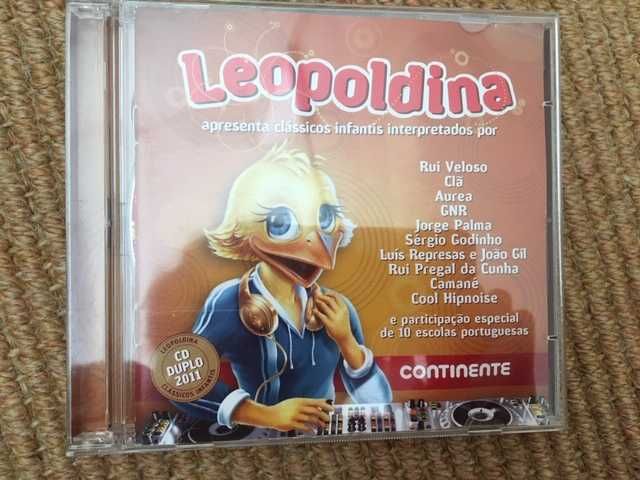 Leopoldina
apresenta clássicos infantis interpretados por
Rui Veloso
Clã
Aurea
GNR
Jorge Palma
Sérgio Godinho
Luís Represas e João Gil
Rui Pregal da Cunha
Camané
Cool Hipnoise
e participação especial
de 10 escolas portuguesas
CONTINENTE
LEOPOLDINA
CD
DUPLO
2011
CLÁSSICOS INFANTIS